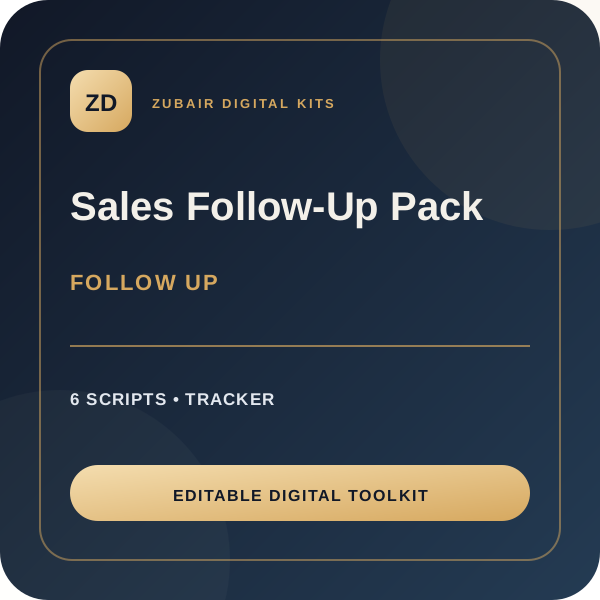 ZD
ZUBAIR DIGITAL KITS
Sales Follow-Up Pack
FOLLOW UP
6 SCRIPTS • TRACKER
EDITABLE DIGITAL TOOLKIT